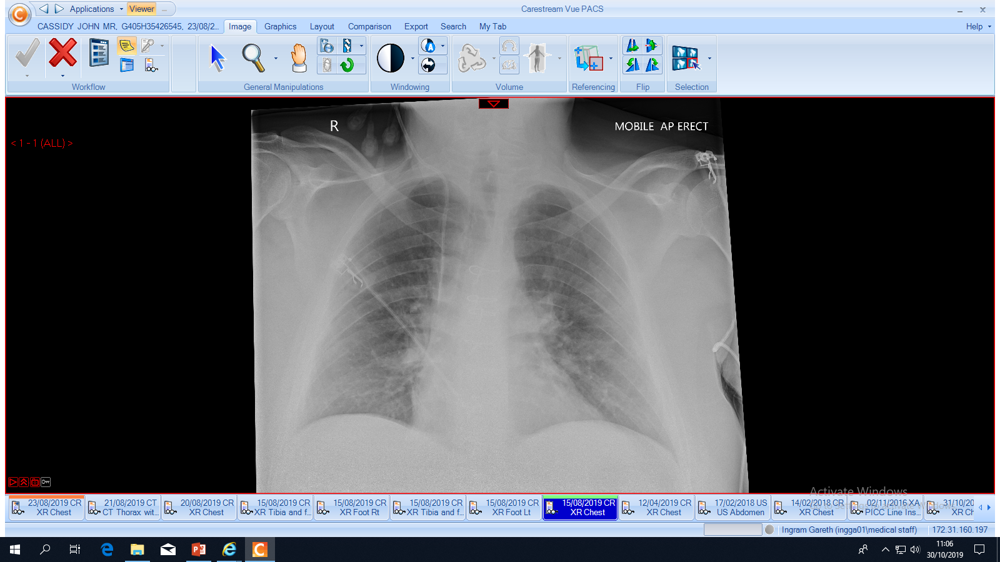 Applications Viewer
Carestream Vue PACS
CASSIDY JOHN MR, G405H35426545, 23/08/2...
Image Graphics Layout Comparison Export Search My Tab Help
Workflow General Manipulations Windowing Volume Referencing Flip Selection
R
MOBILE AP ERECT
< 1 - 1 (ALL) >
Activate Windows
23/08/2019 CR
XR Chest
21/08/2019 CT
CT Thorax wit...
20/08/2019 CR
XR Chest
15/08/2019 CR
XR Tibia and f...
15/08/2019 CR
XR Foot Rt
15/08/2019 CR
XR Tibia and f...
15/08/2019 CR
XR Foot Lt
15/08/2019 CR
XR Chest
12/04/2019 CR
XR Chest
17/02/2018 US
US Abdomen
14/02/2018 CR
XR Chest
02/11/2016 XA
PICC Line Ins...
31/10/20
XR Ch
Ingram Gareth (ingga01\medical staff) 172.31.160.197
11:06
30/10/2019